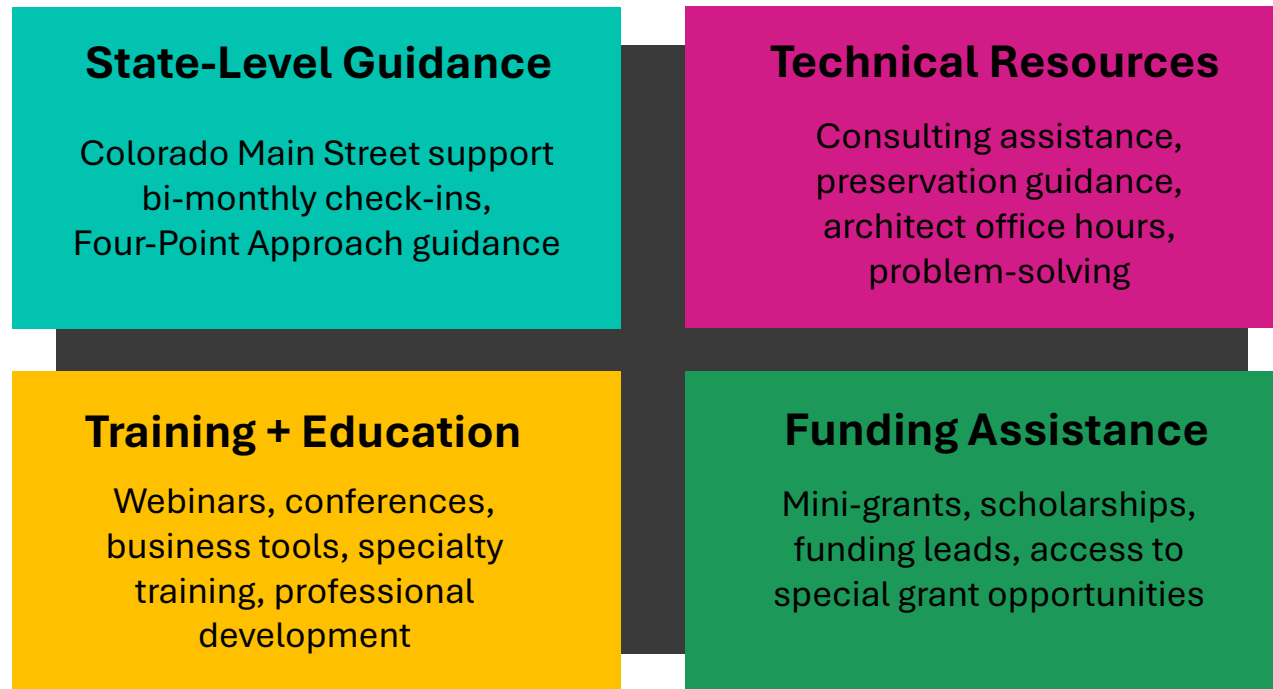 State-Level Guidance
Colorado Main Street support
bi-monthly check-ins,
Four-Point Approach guidance
Technical Resources
Consulting assistance,
preservation guidance,
architect office hours,
problem-solving
Training + Education
Webinars, conferences,
business tools, specialty
training, professional
development
Funding Assistance
Mini-grants, scholarships,
funding leads, access to
special grant opportunities